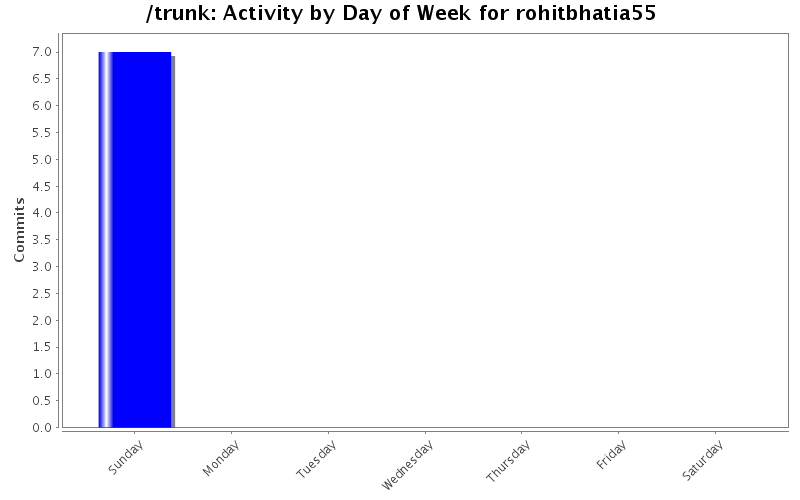 /trunk: Activity by Day of Week for rohitbhatia55
Commits
7.0
6.5
6.0
5.5
5.0
4.5
4.0
3.5
3.0
2.5
2.0
1.5
1.0
0.5
0.0
Sunday
Monday
Tuesday
Wednesday
Thursday
Friday
Saturday